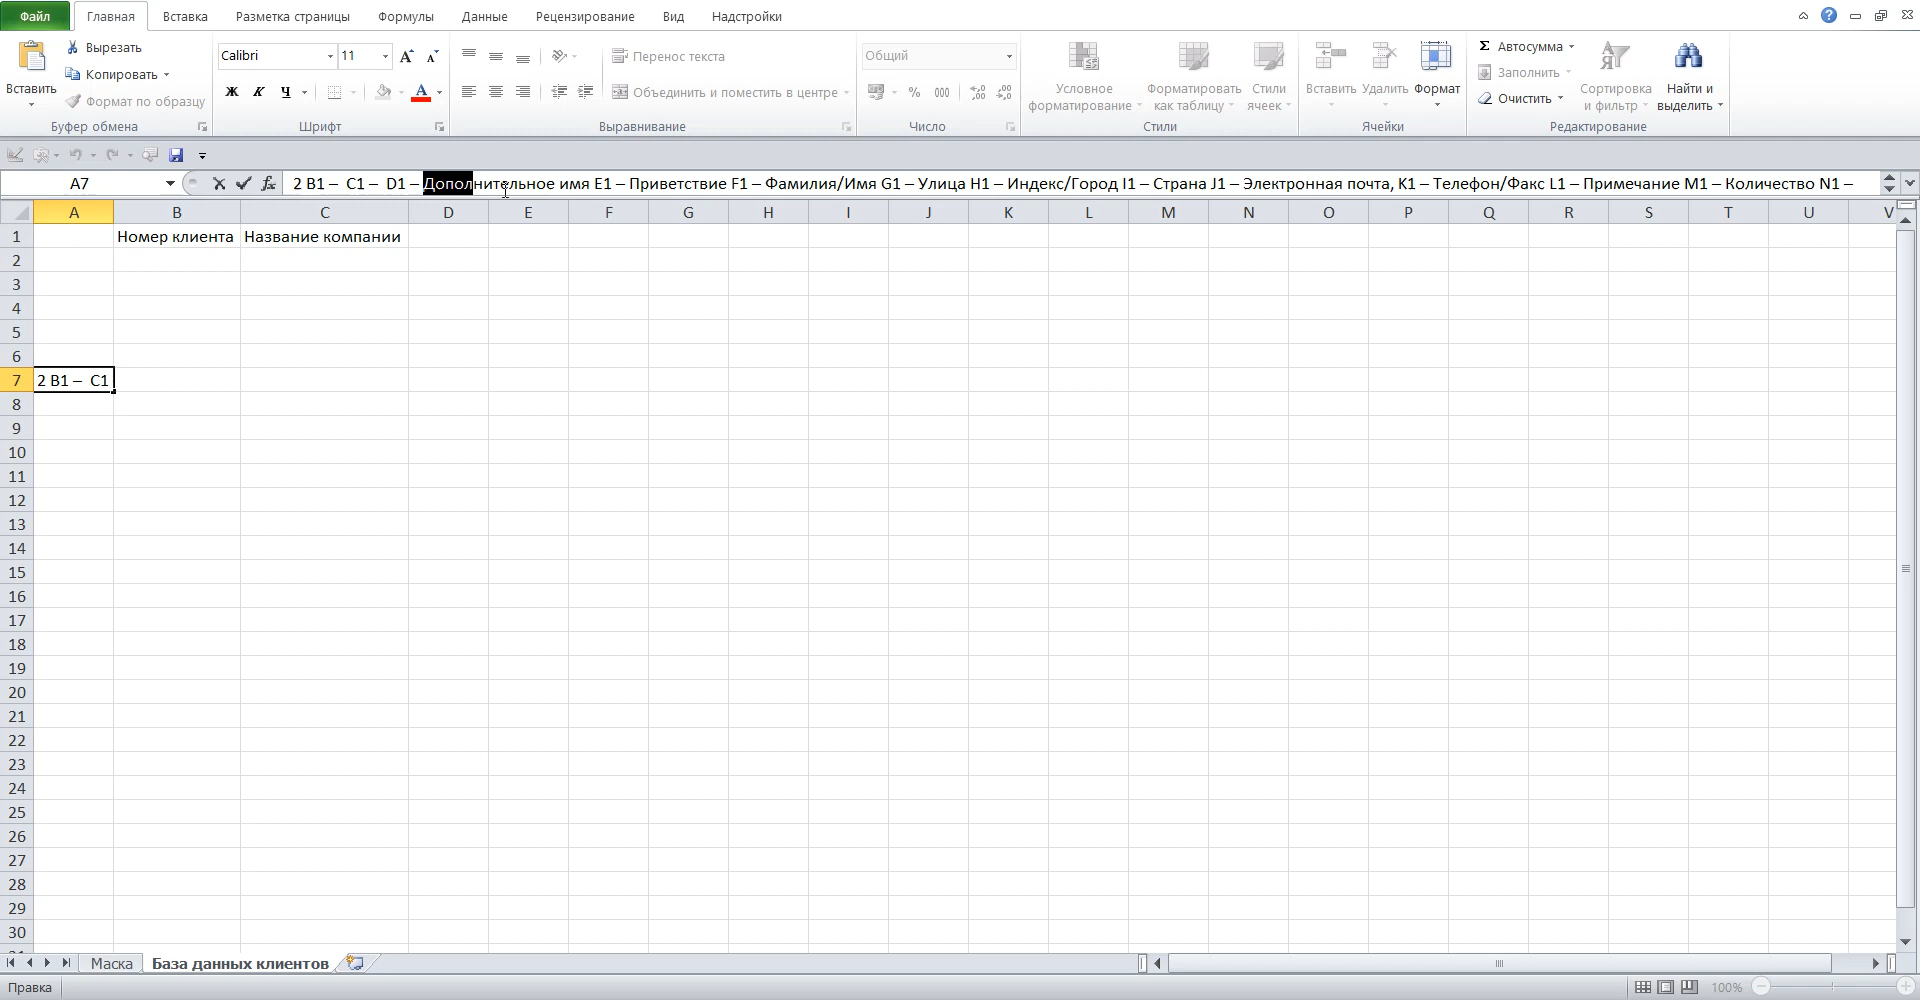 Файл Главная Вставка Разметка страницы Формулы Данные Рецензирование Вид Надстройки
Вставить
Вырезать
Копировать
Формат по образцу
Буфер обмена
Calibri 11
Ж К Ч А
Шрифт
Перенос текста
Объединить и поместить в центре
Выравнивание
Общий
% 000
Число
Условное форматирование
Форматировать как таблицу
Стили ячеек
Стили
Вставить Удалить Формат
Ячейки
Σ Автосумма
Заполнить
Очистить
Сортировка и фильтр
Найти и выделить
Редактирование
A7 fx 2 B1 – C1 – D1 – Дополнительное имя E1 – Приветствие F1 – Фамилия/Имя G1 – Улица H1 – Индекс/Город I1 – Страна J1 – Электронная почта, K1 – Телефон/Факс L1 – Примечание M1 – Количество N1 –
A B C D E F G H I J K L M N O P Q R S T U V
1 Номер клиента Название компании
2
3
4
5
6
7 2 B1 – C1
8
9
10
11
12
13
14
15
16
17
18
19
20
21
22
23
24
25
26
27
28
29
30
Маска База данных клиентов
Правка 100%